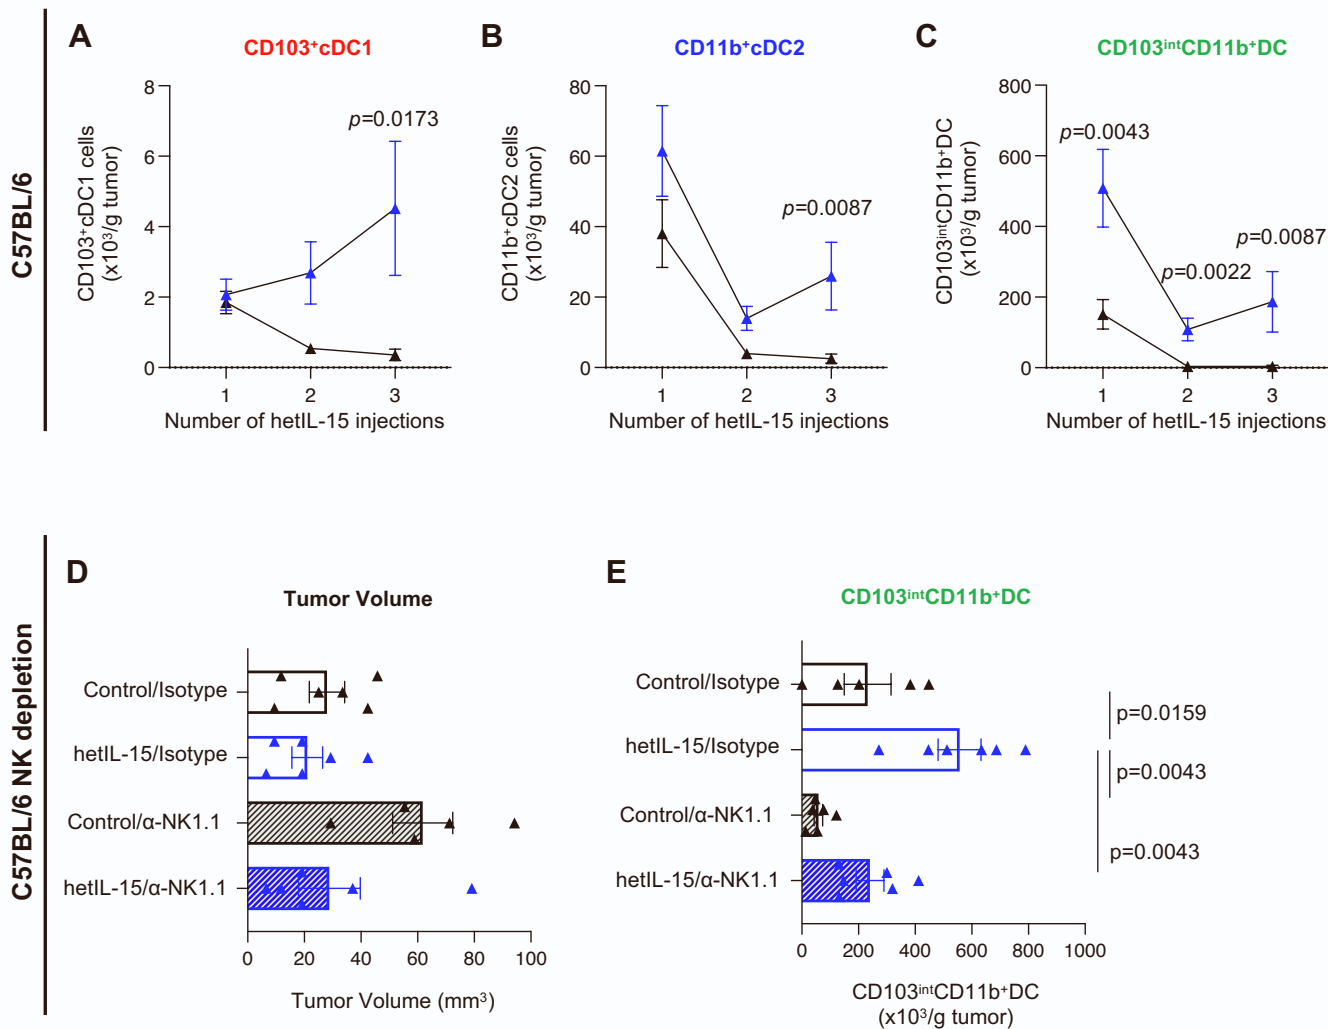 C57BL/6
A
CD103⁺cDC1
CD103⁺cDC1 cells
(x10³/g tumor)
8
6
4
2
0
p=0.0173
1 2 3
Number of hetIL-15 injections
B
CD11b⁺cDC2
CD11b⁺cDC2 cells
(x10³/g tumor)
80
60
40
20
0
p=0.0087
1 2 3
Number of hetIL-15 injections
C
CD103ⁱⁿᵗCD11b⁺DC
CD103ⁱⁿᵗCD11b⁺DC
(x10³/g tumor)
800
600
400
200
0
p=0.0043
p=0.0022
p=0.0087
1 2 3
Number of hetIL-15 injections
C57BL/6 NK depletion
D
Tumor Volume
Control/Isotype
hetIL-15/Isotype
Control/α-NK1.1
hetIL-15/α-NK1.1
0 20 40 60 80 100
Tumor Volume (mm³)
E
CD103ⁱⁿᵗCD11b⁺DC
Control/Isotype
hetIL-15/Isotype
Control/α-NK1.1
hetIL-15/α-NK1.1
p=0.0159
p=0.0043
p=0.0043
0 200 400 600 800 1000
CD103ⁱⁿᵗCD11b⁺DC
(x10³/g tumor)